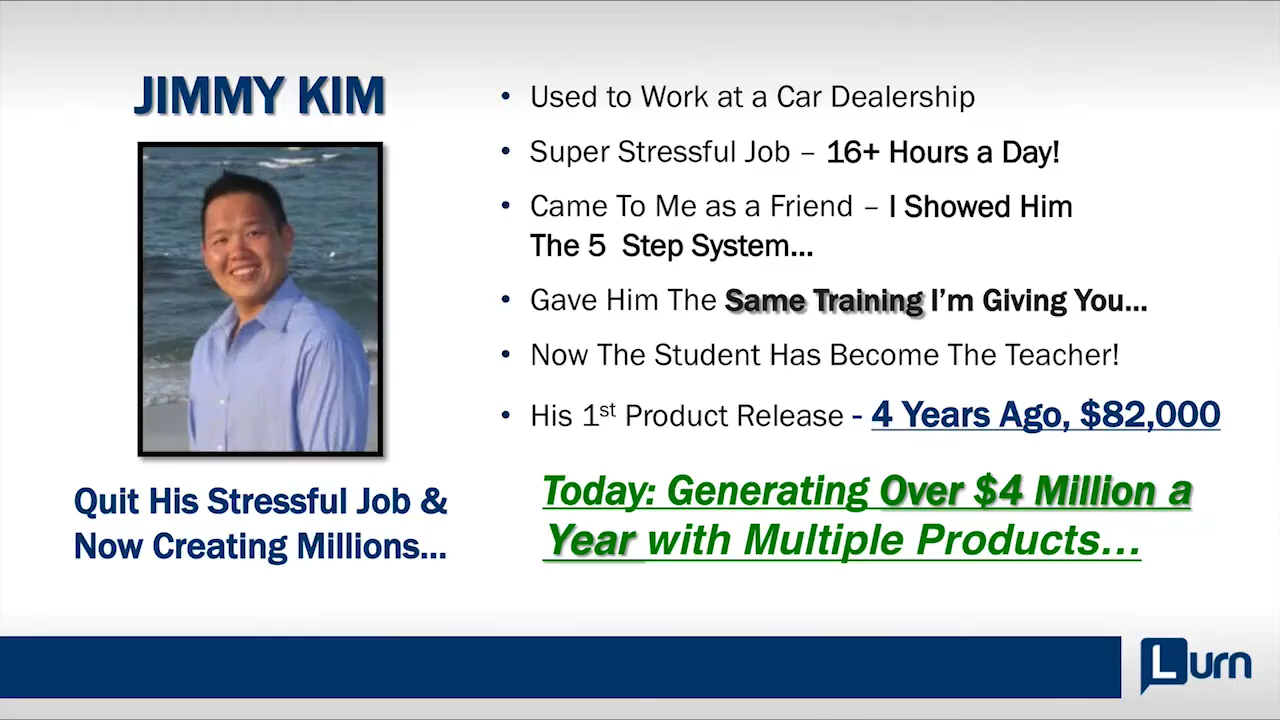 JIMMY KIM
Quit His Stressful Job &
Now Creating Millions...
• Used to Work at a Car Dealership
• Super Stressful Job – 16+ Hours a Day!
• Came To Me as a Friend – I Showed Him
The 5  Step System...
• Gave Him The Same Training I'm Giving You...
• Now The Student Has Become The Teacher!
• His 1st Product Release - 4 Years Ago, $82,000
Today: Generating Over $4 Million a
Year with Multiple Products...
Lurn